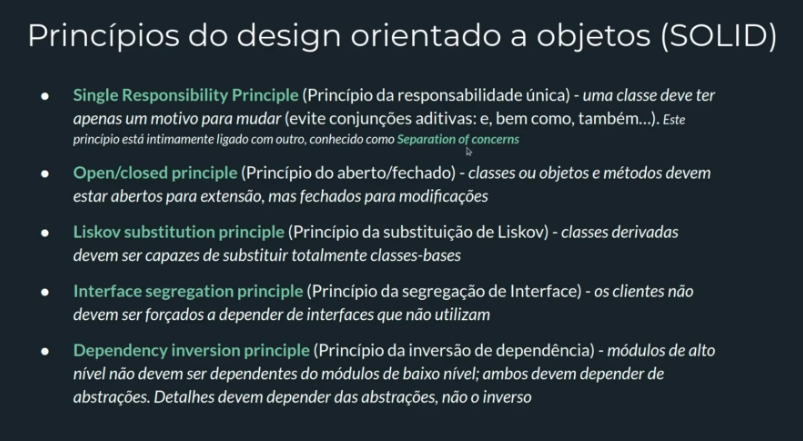 Princípios do design orientado a objetos (SOLID)
● Single Responsibility Principle (Princípio da responsabilidade única) - uma classe deve ter
apenas um motivo para mudar (evite conjunções aditivas: e, bem como, também...). Este
princípio está intimamente ligado com outro, conhecido como Separation of concerns
● Open/closed principle (Princípio do aberto/fechado) - classes ou objetos e métodos devem
estar abertos para extensão, mas fechados para modificações
● Liskov substitution principle (Princípio da substituição de Liskov) - classes derivadas
devem ser capazes de substituir totalmente classes-bases
● Interface segregation principle (Princípio da segregação de Interface) - os clientes não
devem ser forçados a depender de interfaces que não utilizam
● Dependency inversion principle (Princípio da inversão de dependência) - módulos de alto
nível não devem ser dependentes do módulos de baixo nível; ambos devem depender de
abstrações. Detalhes devem depender das abstrações, não o inverso